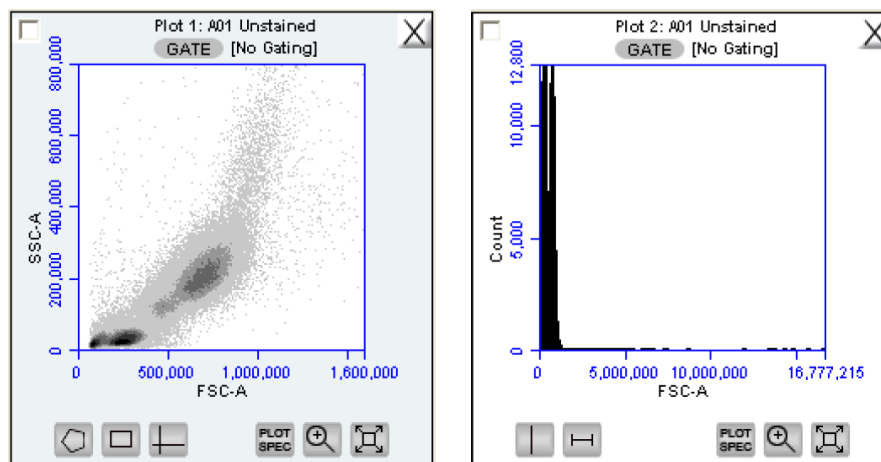 Plot 1: A01 Unstained
GATE [No Gating]
800,000
600,000
400,000
200,000
0
SSC-A
0 500,000 1,000,000 1,600,000
FSC-A
PLOT SPEC
Plot 2: A01 Unstained
GATE [No Gating]
12,800
10,000
5,000
0
Count
0 5,000,000 10,000,000 16,777,215
FSC-A
PLOT SPEC